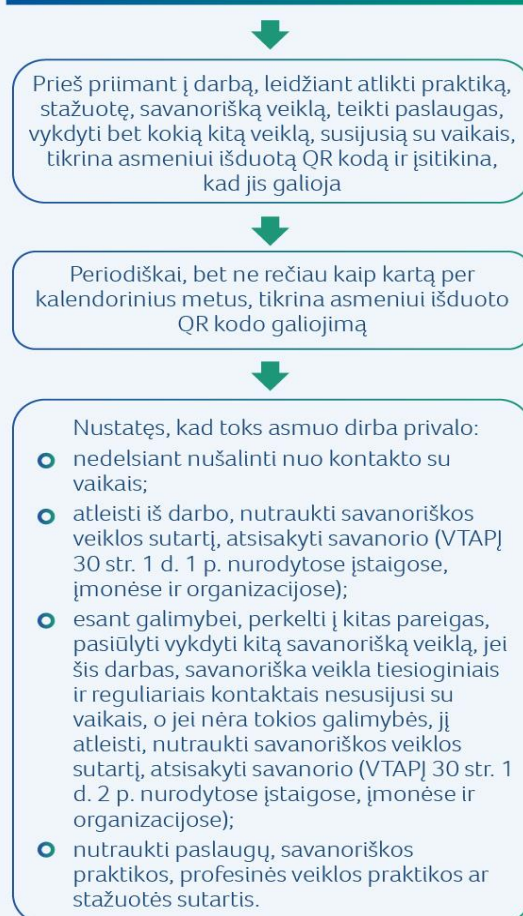 Prieš priimant į darbą, leidžiant atlikti praktiką,
stažuotę, savanorišką veiklą, teikti paslaugas,
vykdyti bet kokią kitą veiklą, susijusią su vaikais,
tikrina asmeniui išduotą QR kodą ir įsitikina,
kad jis galioja
Periodiškai, bet ne rečiau kaip kartą per
kalendorinius metus, tikrina asmeniui išduoto
QR kodo galiojimą
Nustatęs, kad toks asmuo dirba privalo:
nedelsiant nušalinti nuo kontakto su
vaikais;
atleisti iš darbo, nutraukti savanoriškos
veiklos sutartį, atsisakyti savanorio (VTAPĮ
30 str. 1 d. 1 p. nurodytose įstaigose,
įmonėse ir organizacijose);
esant galimybei, perkelti į kitas pareigas,
pasiūlyti vykdyti kitą savanorišką veiklą, jei
šis darbas, savanoriška veikla tiesioginiais
ir reguliariais kontaktais nesusijusi su
vaikais, o jei nėra tokios galimybės, jį
atleisti, nutraukti savanoriškos veiklos
sutartį, atsisakyti savanorio (VTAPĮ 30 str. 1
d. 2 p. nurodytose įstaigose, įmonėse ir
organizacijose);
nutraukti paslaugų, savanoriškos
praktikos, profesinės veiklos praktikos ar
stažuotės sutartis.